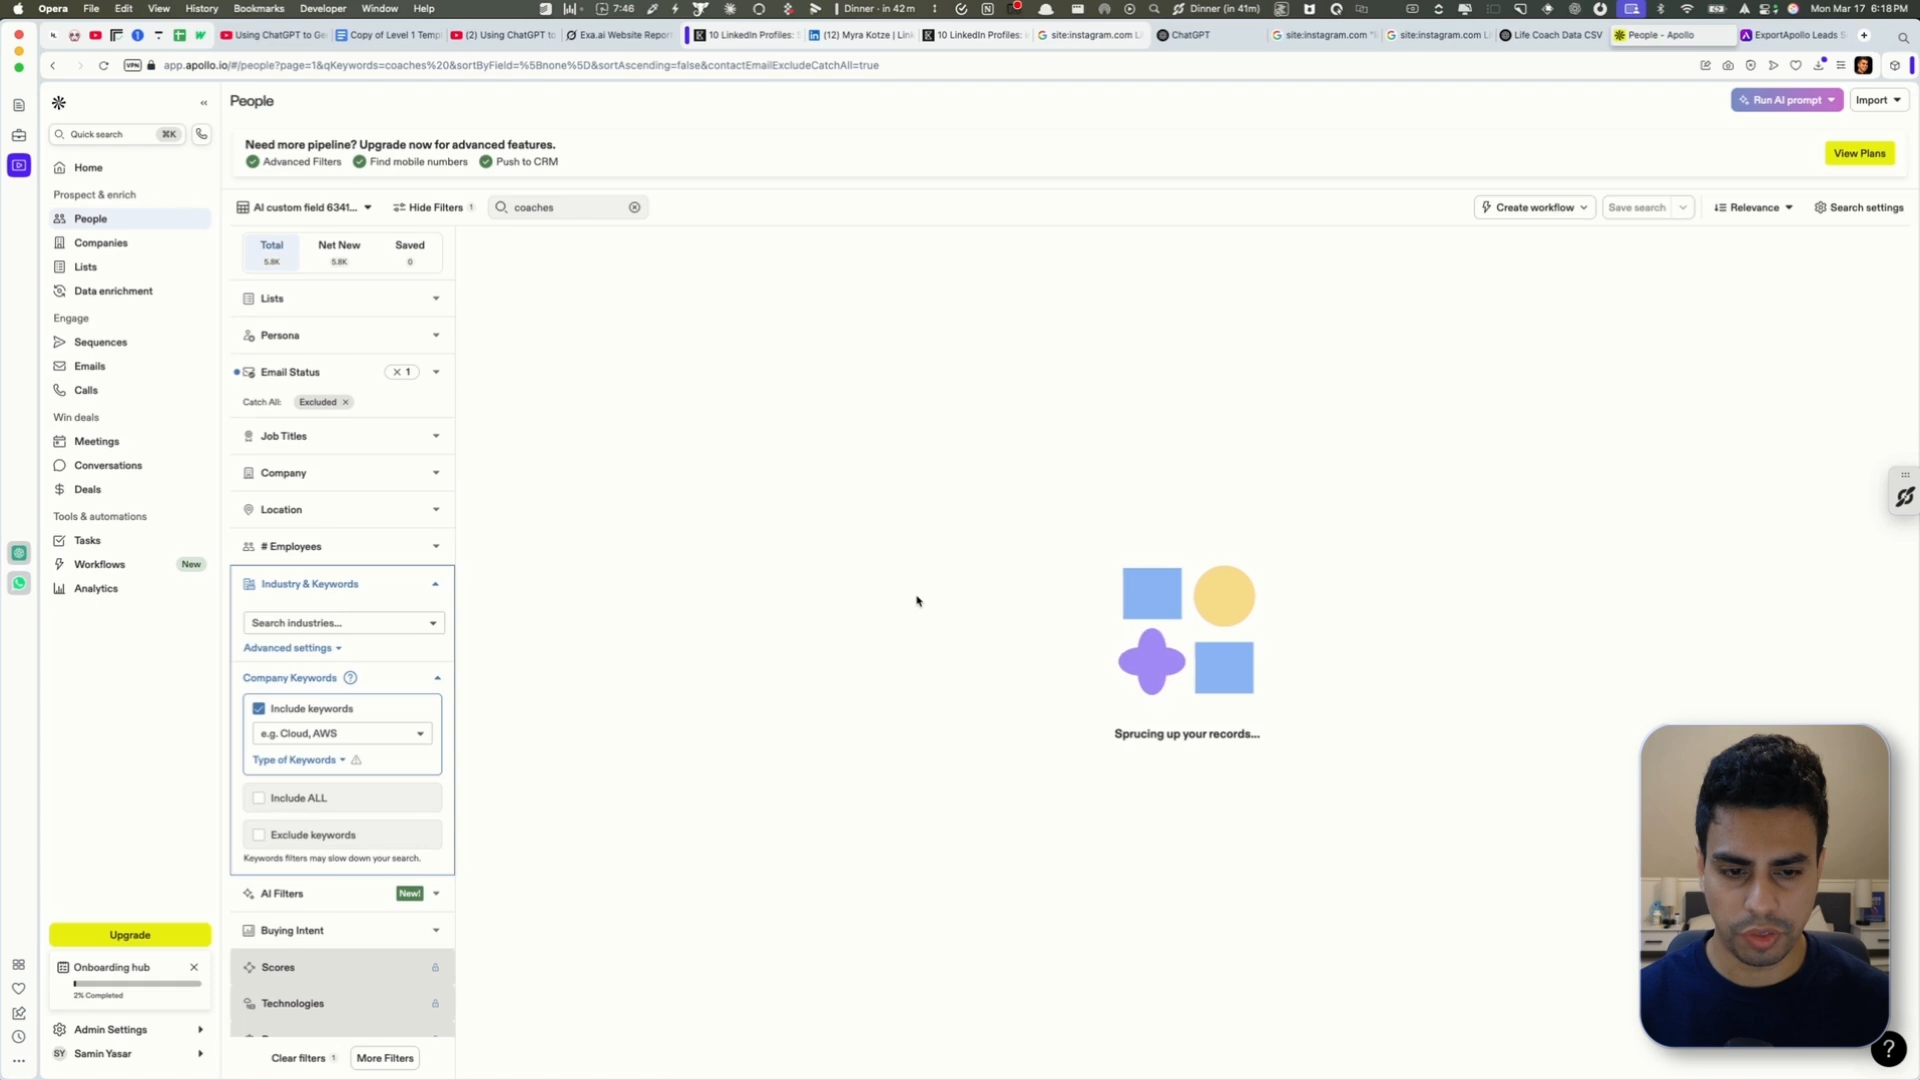 Opera File Edit View History Bookmarks Developer Window Help 7:46 Dinner · in 42 m Dinner (in 41m) Mon Mar 17 6:18 PM
Using ChatGPT to Ge Copy of Level 1 Temp (2) Using ChatGPT to Exa.ai Website Repor 10 LinkedIn Profiles: (12) Myra Kotze | Link 10 LinkedIn Profiles: site:instagram.com ChatGPT site:instagram.com site:instagram.com Life Coach Data CSV People - Apollo ExportApollo Leads S
VPN app.apollo.io/#/people?page=1&qKeywords=coaches%20&sortByField=%5Bnone%5D&sortAscending=false&contactEmailExcludeCatchAll=true
People
Run AI prompt Import
Quick search ⌘K
Need more pipeline? Upgrade now for advanced features.
Advanced Filters Find mobile numbers Push to CRM
View Plans
Home
Prospect & enrich
People
Companies
Lists
Data enrichment
Engage
Sequences
Emails
Calls
Win deals
Meetings
Conversations
Deals
Tools & automations
Tasks
Workflows New
Analytics
Upgrade
Onboarding hub
2% Completed
Admin Settings
SY Samin Yasar
AI custom field 6341... Hide Filters 1 coaches
Create workflow Save search Relevance Search settings
Total Net New Saved
5.8K 5.8K 0
Lists
Persona
Email Status × 1
Catch All: Excluded ×
Job Titles
Company
Location
# Employees
Industry & Keywords
Search industries...
Advanced settings
Company Keywords ?
Include keywords
e.g. Cloud, AWS
Type of Keywords
Include ALL
Exclude keywords
Keywords filters may slow down your search.
AI Filters New!
Buying Intent
Scores
Technologies
Clear filters 1 More Filters
Sprucing up your records...
?